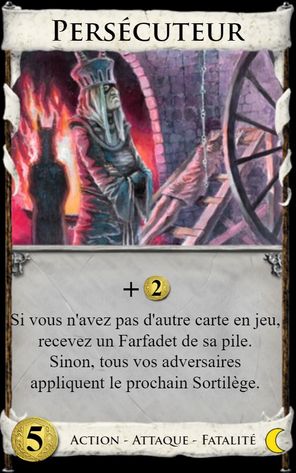 PERSÉCUTEUR
+2
Si vous n'avez pas d'autre carte en jeu,
recevez un Farfadet de sa pile.
Sinon, tous vos adversaires
appliquent le prochain Sortilège.
5 ACTION - ATTAQUE - FATALITÉ